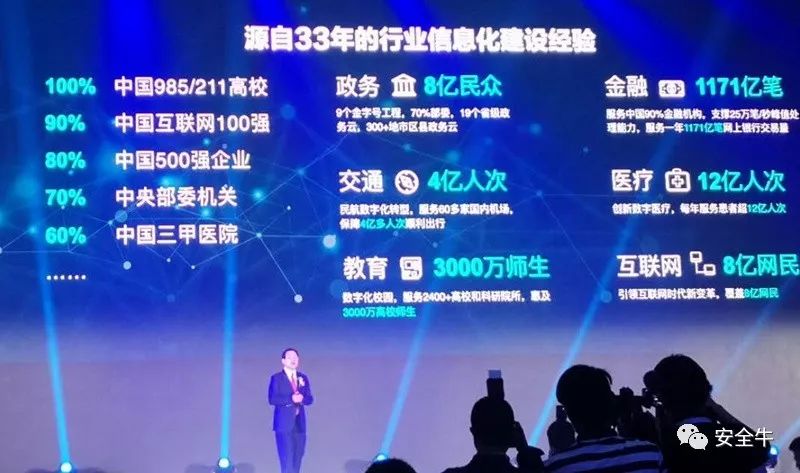 源自33年的行业信息化建设经验
100% 中国985/211高校
90% 中国互联网100强
80% 中国500强企业
70% 中央部委机关
60% 中国三甲医院
......
政务 8亿民众
9个金字号工程，70%部委，19个省级政
务云，300+地市区县政务云
金融 1171亿笔
服务中国90%金融机构，支撑25万笔/秒峰值处
理能力，服务一年1171亿笔网上银行交易量
交通 4亿人次
民航数字化转型，服务60多家国内机场，
保障4亿多人次顺利出行
医疗 12亿人次
创新数字医疗，每年服务患者超12亿人次
教育 3000万师生
数字化校园，服务2400+高校和科研院所，惠及
3000万高校师生
互联网 8亿网民
引领互联网时代新变革，覆盖8亿网民
安全牛